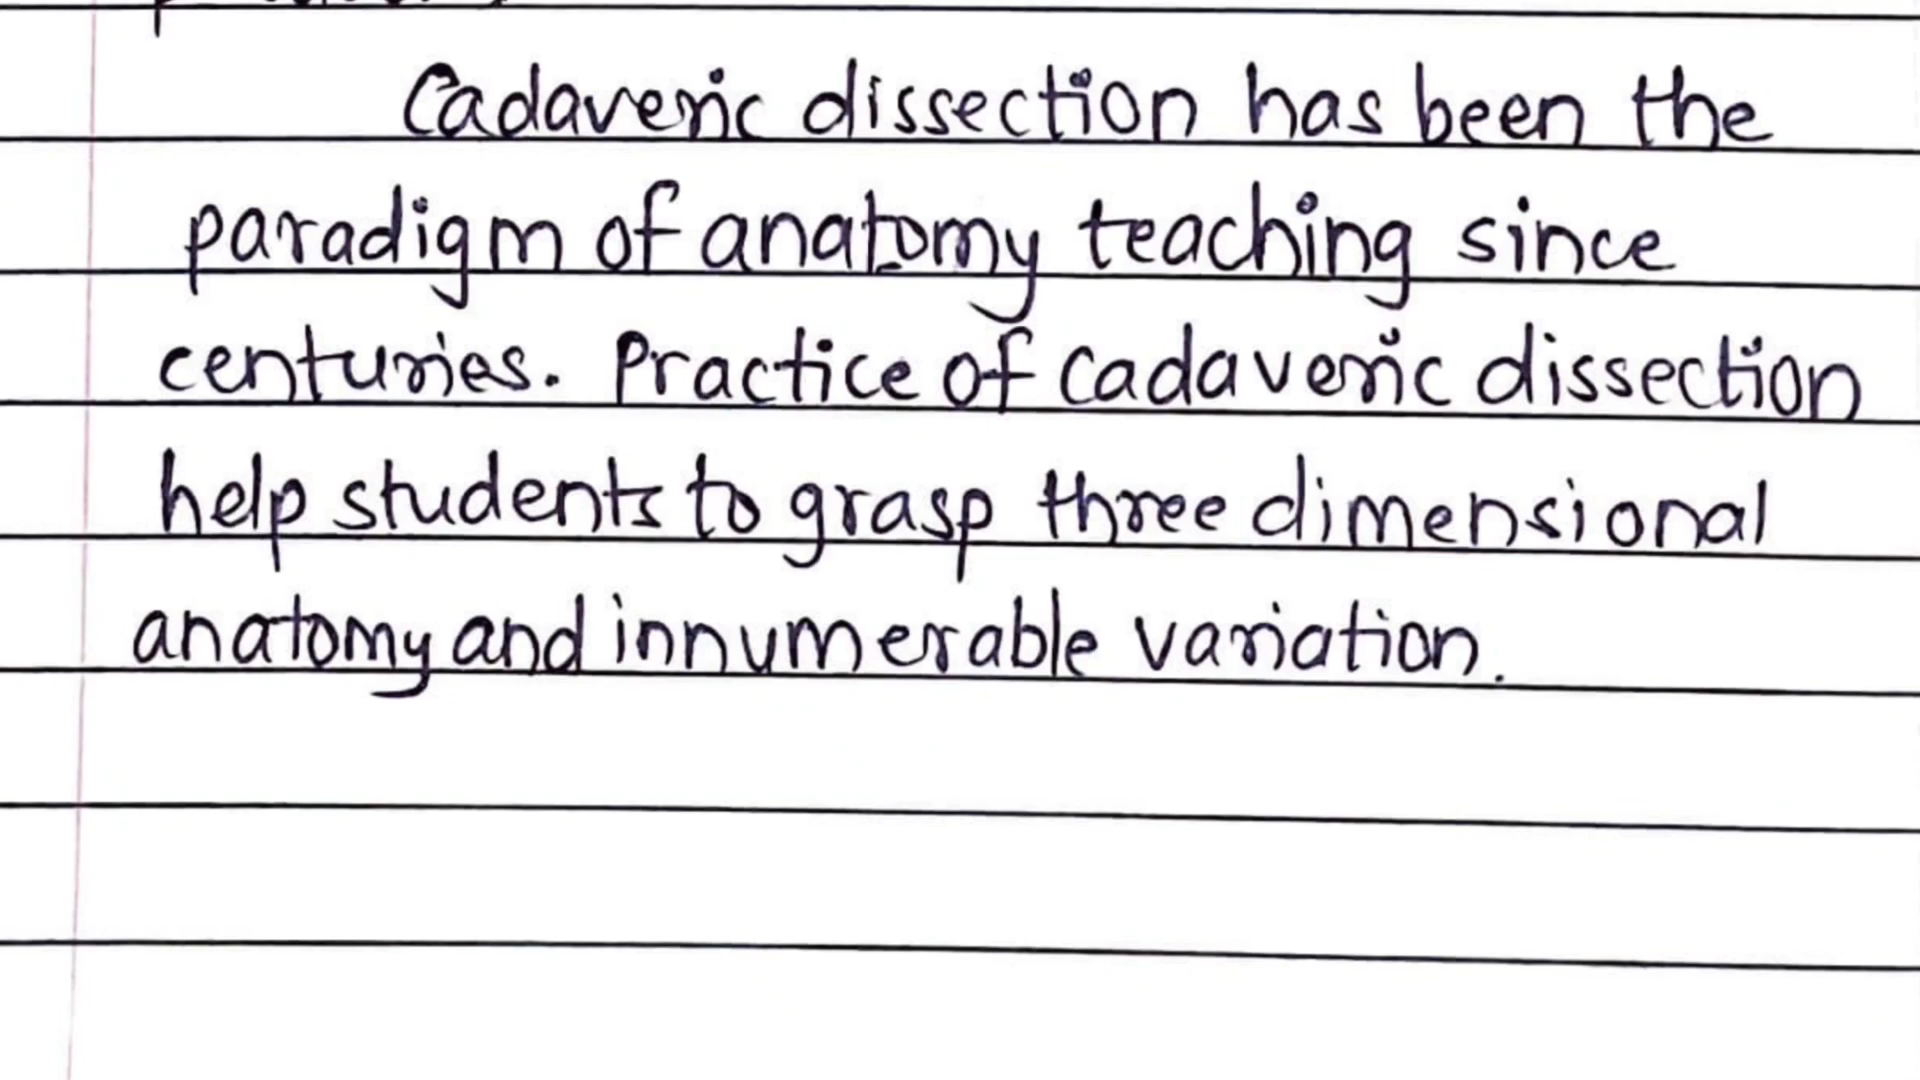 Cadaveric dissection has been the
paradigm of anatomy teaching since
centuries. Practice of cadaveric dissection
help students to grasp three dimensional
anatomy and innumerable variation.